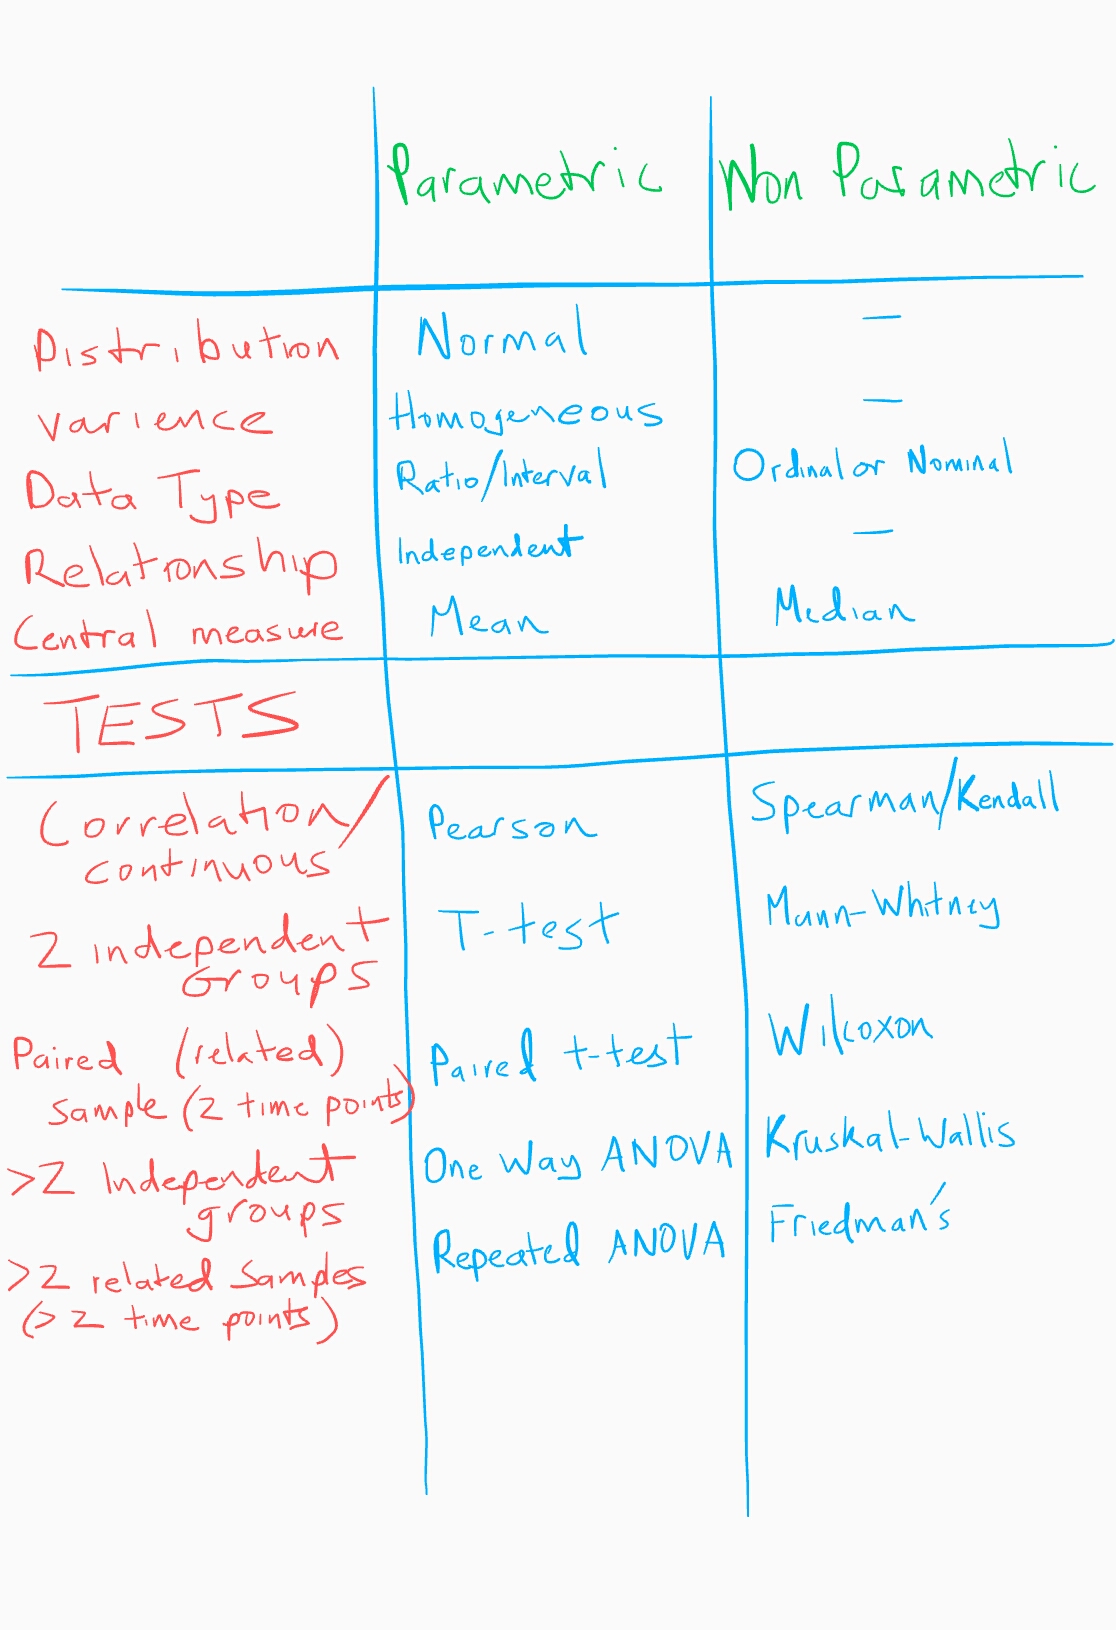 Parametric Non Parametric
Distribution Normal —
varience Homogeneous —
Data Type Ratio/Interval Ordinal or Nominal
Relationship Independent —
Central measure Mean Median
TESTS
Correlation/ Pearson Spearman/Kendall
continuous
2 independent T-test Mann-Whitney
Groups
Paired (related) Paired t-test Wilcoxon
sample (2 time points)
>2 Independent One Way ANOVA Kruskal-Wallis
groups
>2 related Samples Repeated ANOVA Friedman's
(>2 time points)